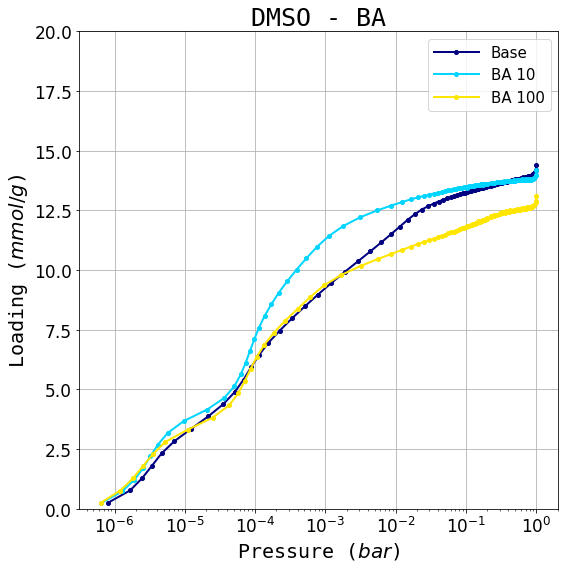 DMSO - BA
Base
BA 10
BA 100
20.0
17.5
15.0
12.5
10.0
7.5
5.0
2.5
0.0
Loading (mmol/g)
10⁻⁶ 10⁻⁵ 10⁻⁴ 10⁻³ 10⁻² 10⁻¹ 10⁰
Pressure (bar)